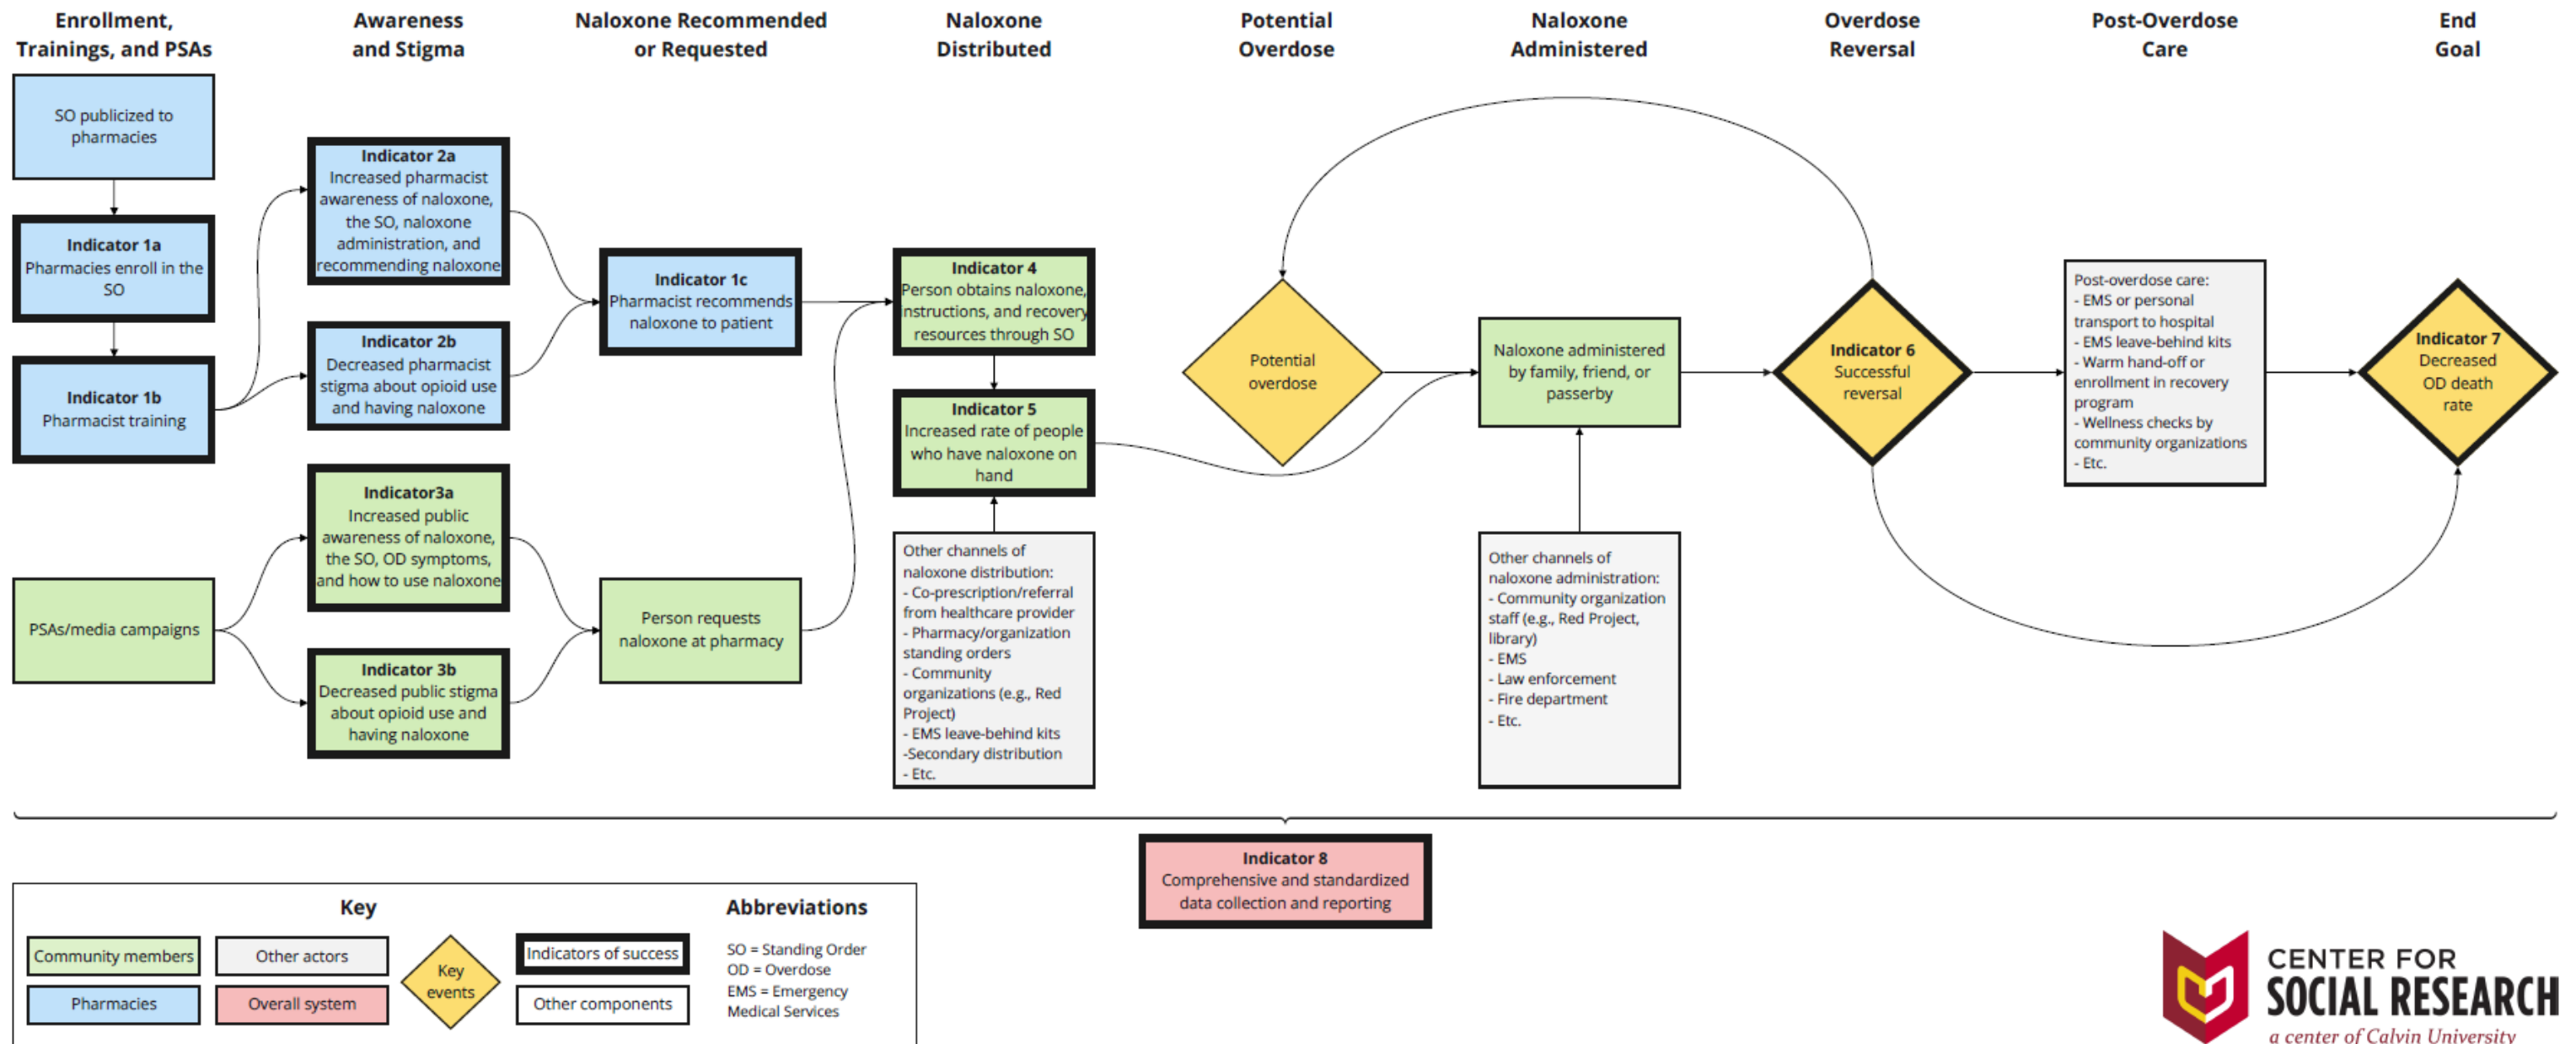 Enrollment,
Trainings, and PSAs
Awareness
and Stigma
Naloxone Recommended
or Requested
Naloxone
Distributed
Potential
Overdose
Naloxone
Administered
Overdose
Reversal
Post-Overdose
Care
End
Goal
SO publicized to
pharmacies
Indicator 1a
Pharmacies enroll in the
SO
Indicator 1b
Pharmacist training
PSAs/media campaigns
Indicator 2a
Increased pharmacist
awareness of naloxone,
the SO, naloxone
administration, and
recommending naloxone
Indicator 2b
Decreased pharmacist
stigma about opioid use
and having naloxone
Indicator3a
Increased public
awareness of naloxone,
the SO, OD symptoms,
and how to use naloxone
Indicator 3b
Decreased public stigma
about opioid use and
having naloxone
Indicator 1c
Pharmacist recommends
naloxone to patient
Person requests
naloxone at pharmacy
Indicator 4
Person obtains naloxone,
instructions, and recovery
resources through SO
Indicator 5
Increased rate of people
who have naloxone on
hand
Other channels of
naloxone distribution:
- Co-prescription/referral
from healthcare provider
- Pharmacy/organization
standing orders
- Community
organizations (e.g., Red
Project)
- EMS leave-behind kits
-Secondary distribution
- Etc.
Potential
overdose
Naloxone administered
by family, friend, or
passerby
Other channels of
naloxone administration:
- Community organization
staff (e.g., Red Project,
library)
- EMS
- Law enforcement
- Fire department
- Etc.
Indicator 6
Successful
reversal
Post-overdose care:
- EMS or personal
transport to hospital
- EMS leave-behind kits
- Warm hand-off or
enrollment in recovery
program
- Wellness checks by
community organizations
- Etc.
Indicator 7
Decreased
OD death
rate
Indicator 8
Comprehensive and standardized
data collection and reporting
Key
Community members
Other actors
Pharmacies
Overall system
Key
events
Indicators of success
Other components
Abbreviations
SO = Standing Order
OD = Overdose
EMS = Emergency
Medical Services
CENTER FOR
SOCIAL RESEARCH
a center of Calvin University